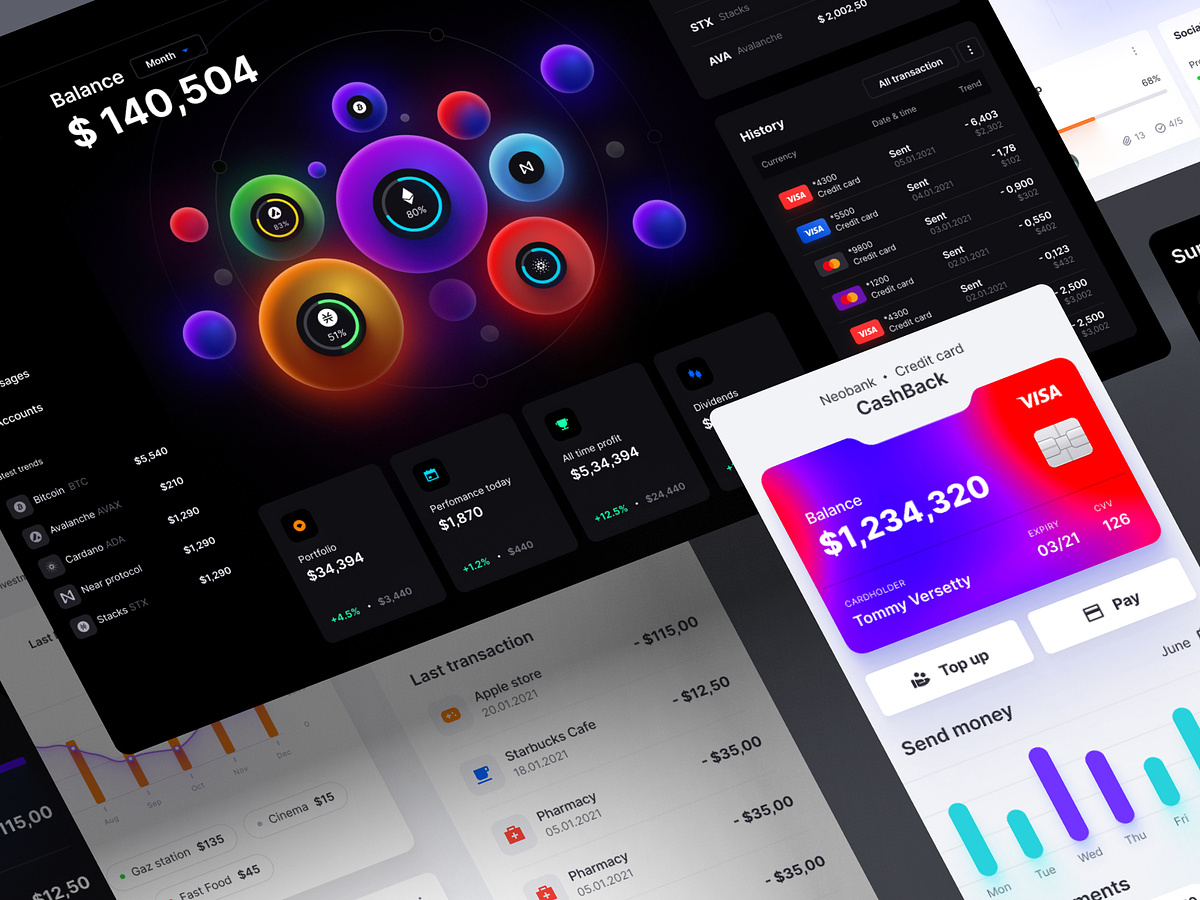 Balance
Month
$ 140,504
80%
83%
51%
Bitcoin BTC
$5,540
Avalanche AVAX
$210
Cardano ADA
$1,290
Near protocol
$1,290
Stacks STX
$1,290
Portfolio
$34,394
+4.5% • $3,440
Perfomance today
$1,870
+1.2% • $440
All time profit
$5,34,394
+12.5% • $24,440
Dividends
STX Stacks
$ 2,002,50
AVA Avalanche
History
All transaction
Currency
Date & time
Trend
*4300
Credit card
Sent
05.01.2021
- 6,403
$2,302
VISA
*5500
Credit card
Sent
04.01.2021
- 1,78
$102
VISA
*9800
Credit card
Sent
03.01.2021
- 0,900
$302
*1200
Credit card
Sent
02.01.2021
- 0,550
$402
*4300
Credit card
Sent
02.01.2021
- 0,123
$432
VISA
- 2,500
$3,002
- 2,500
$3,002
68%
13
4/5
Neobank • Credit card
CashBack
VISA
Balance
$1,234,320
EXPIRY
03/21
CVV
126
CARDHOLDER
Tommy Versetty
Top up
Pay
June
Send money
Mon
Tue
Wed
Thu
Fri
Last transaction
Apple store
20.01.2021
- $115,00
Starbucks Cafe
18.01.2021
- $12,50
Pharmacy
05.01.2021
- $35,00
Pharmacy
05.01.2021
- $35,00
- $35,00
Last
0
Aug
Sep
Oct
Nov
Dec
Gaz station $135
Cinema $15
Fast Food $45
115,00
$12,50